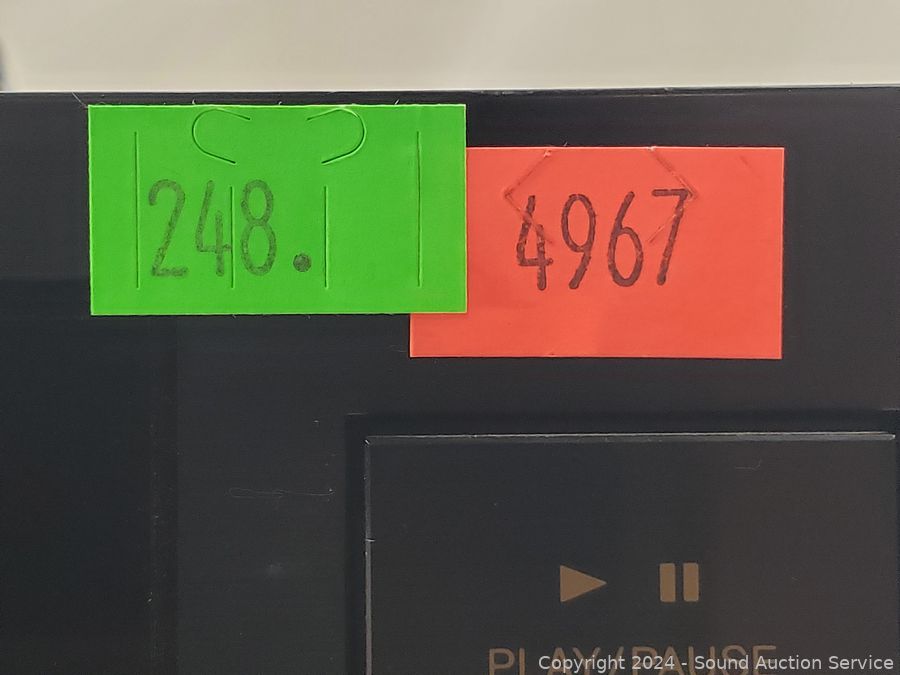 248.
4967
PLAY/PAUSE
Copyright 2024 - Sound Auction Service